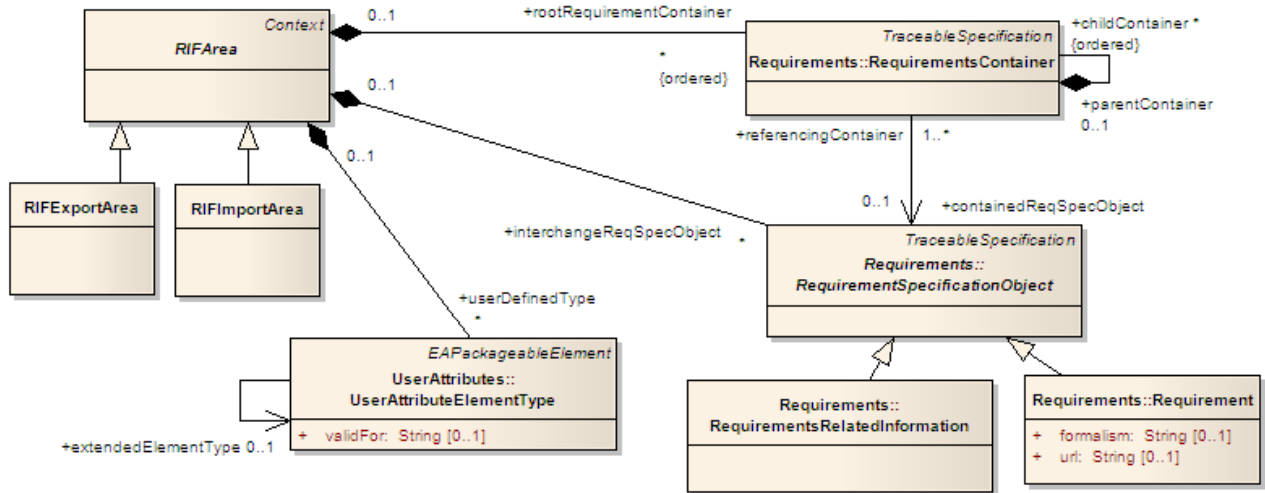 Context
RIFArea
0..1
+rootRequirementContainer
*
{ordered}
TraceableSpecification
Requirements::RequirementsContainer
+childContainer *
{ordered}
+parentContainer
0..1
0..1
0..1
+referencingContainer
1..*
0..1
+containedReqSpecObject
RIFExportArea
RIFImportArea
+interchangeReqSpecObject
*
TraceableSpecification
Requirements::
RequirementSpecificationObject
+userDefinedType
*
EAPackageableElement
UserAttributes::
UserAttributeElementType
+ validFor: String [0..1]
+extendedElementType 0..1
Requirements::
RequirementsRelatedInformation
Requirements::Requirement
+ formalism: String [0..1]
+ url: String [0..1]